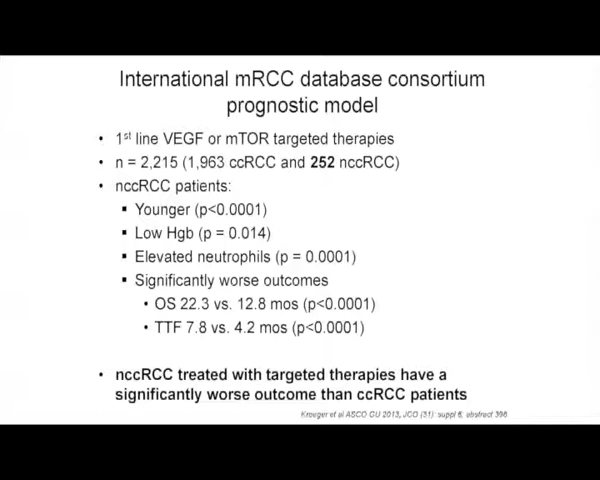 International mRCC database consortium
prognostic model
• 1st line VEGF or mTOR targeted therapies
• n = 2,215 (1,963 ccRCC and 252 nccRCC)
• nccRCC patients:
▪ Younger (p<0.0001)
▪ Low Hgb (p = 0.014)
▪ Elevated neutrophils (p = 0.0001)
▪ Significantly worse outcomes
• OS 22.3 vs. 12.8 mos (p<0.0001)
• TTF 7.8 vs. 4.2 mos (p<0.0001)
• nccRCC treated with targeted therapies have a
significantly worse outcome than ccRCC patients
Kroeger et al ASCO GU 2013, JCO (31): suppl 6; abstract 398